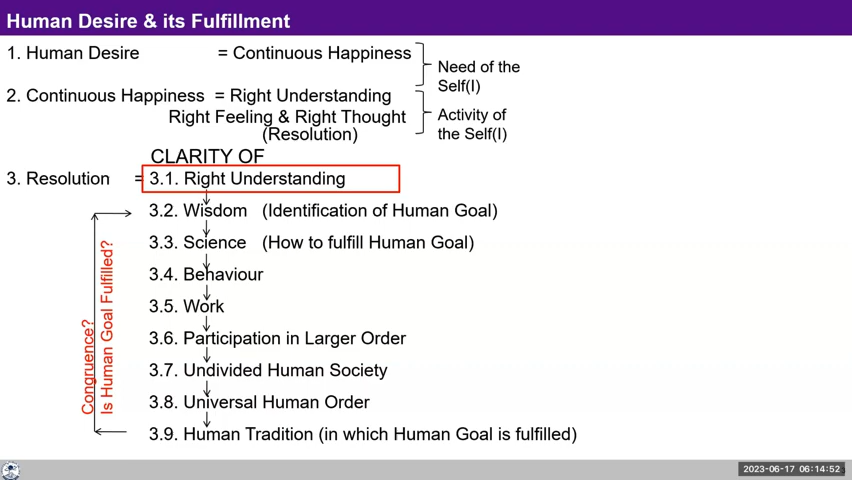 Human Desire & its Fulfillment
1. Human Desire = Continuous Happiness
Need of the
Self(I)
2. Continuous Happiness = Right Understanding
Right Feeling & Right Thought
(Resolution)
Activity of
the Self(I)
CLARITY OF
3. Resolution = 3.1. Right Understanding
3.2. Wisdom (Identification of Human Goal)
3.3. Science (How to fulfill Human Goal)
3.4. Behaviour
3.5. Work
3.6. Participation in Larger Order
3.7. Undivided Human Society
3.8. Universal Human Order
3.9. Human Tradition (in which Human Goal is fulfilled)
Congruence?
Is Human Goal Fulfilled?
2023-06-17 06:14:52